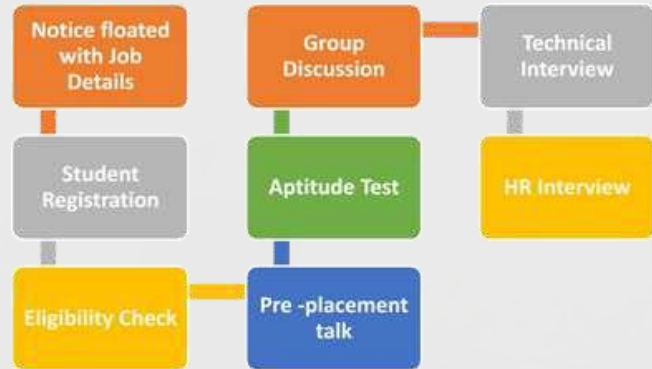 Notice floated
with Job
Details
Student
Registration
Eligibility Check
Pre -placement
talk
Aptitude Test
Group
Discussion
Technical
Interview
HR Interview